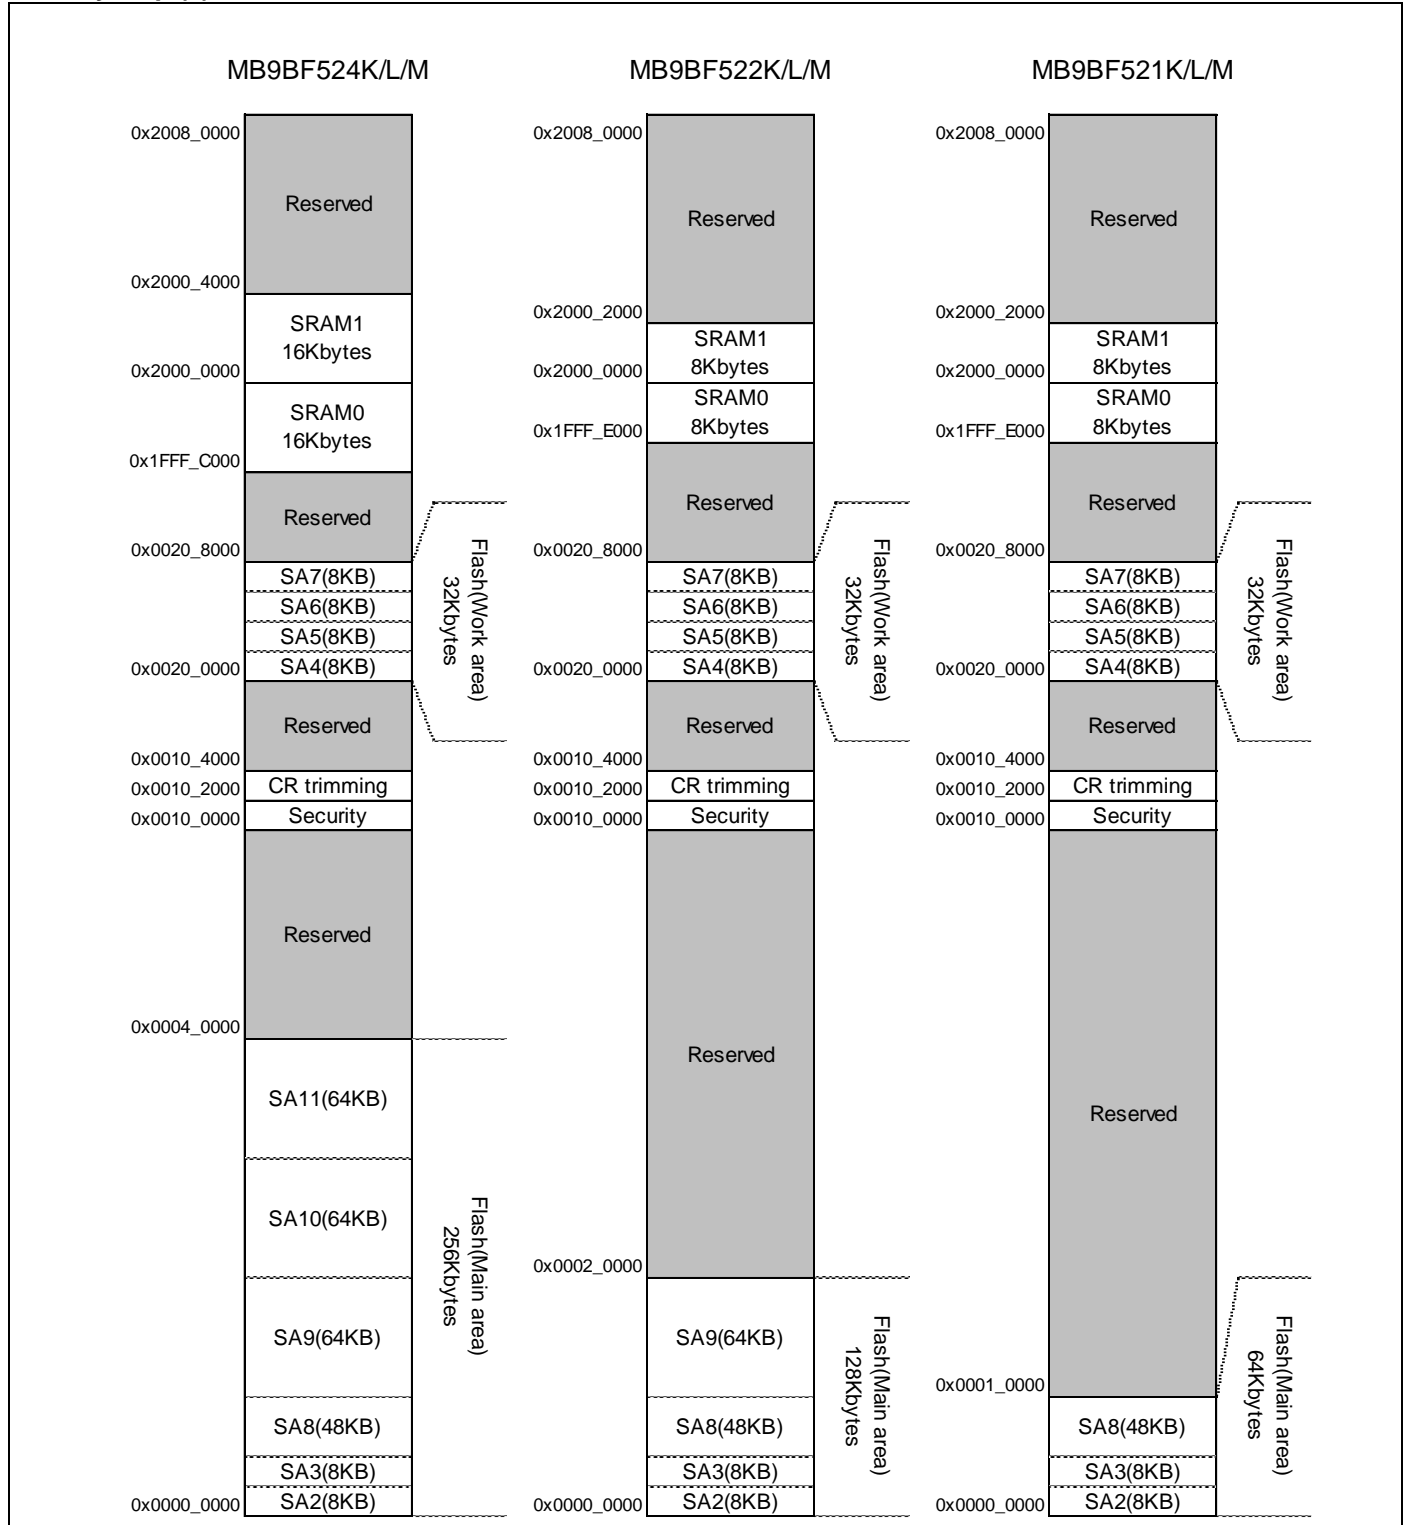 MB9BF524K/L/M
0x2008_0000
Reserved
0x2000_4000
SRAM1
16Kbytes
0x2000_0000
SRAM0
16Kbytes
0x1FFF_C000
Reserved
0x0020_8000
SA7(8KB)
SA6(8KB)
SA5(8KB)
0x0020_0000
SA4(8KB)
Flash(Work area)
32Kbytes
Reserved
0x0010_4000
0x0010_2000
CR trimming
0x0010_0000
Security
Reserved
0x0004_0000
SA11(64KB)
SA10(64KB)
SA9(64KB)
SA8(48KB)
SA3(8KB)
0x0000_0000
SA2(8KB)
Flash(Main area)
256Kbytes
MB9BF522K/L/M
0x2008_0000
Reserved
0x2000_2000
SRAM1
8Kbytes
0x2000_0000
SRAM0
8Kbytes
0x1FFF_E000
Reserved
0x0020_8000
SA7(8KB)
SA6(8KB)
SA5(8KB)
0x0020_0000
SA4(8KB)
Flash(Work area)
32Kbytes
Reserved
0x0010_4000
0x0010_2000
CR trimming
0x0010_0000
Security
Reserved
0x0002_0000
SA9(64KB)
SA8(48KB)
SA3(8KB)
0x0000_0000
SA2(8KB)
Flash(Main area)
128Kbytes
MB9BF521K/L/M
0x2008_0000
Reserved
0x2000_2000
SRAM1
8Kbytes
0x2000_0000
SRAM0
8Kbytes
0x1FFF_E000
Reserved
0x0020_8000
SA7(8KB)
SA6(8KB)
SA5(8KB)
0x0020_0000
SA4(8KB)
Flash(Work area)
32Kbytes
Reserved
0x0010_4000
0x0010_2000
CR trimming
0x0010_0000
Security
Reserved
0x0001_0000
SA8(48KB)
SA3(8KB)
0x0000_0000
SA2(8KB)
Flash(Main area)
64Kbytes